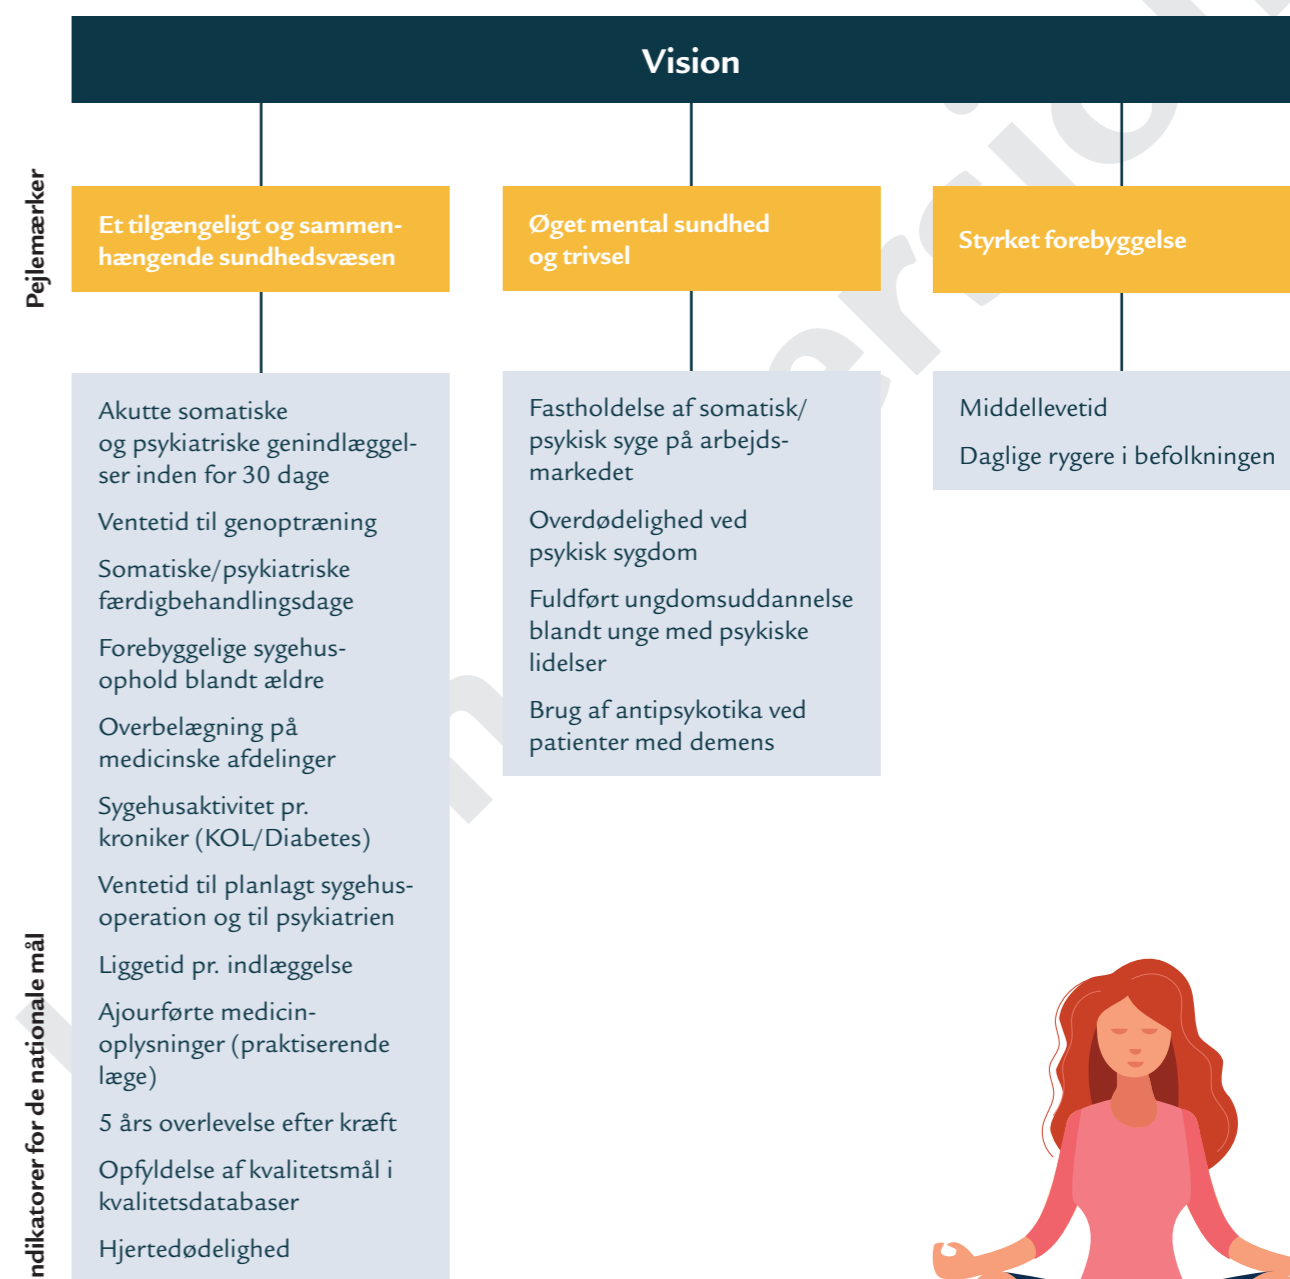 Vision
Pejlemærker
Et tilgængeligt og sammen-
hængende sundhedsvæsen
Øget mental sundhed
og trivsel
Styrket forebyggelse
ndikatorer for de nationale mål
Akutte somatiske
og psykiatriske genindlæggel-
ser inden for 30 dage
Ventetid til genoptræning
Somatiske/psykiatriske
færdigbehandlingsdage
Forebyggelige sygehus-
ophold blandt ældre
Overbelægning på
medicinske afdelinger
Sygehusaktivitet pr.
kroniker (KOL/Diabetes)
Ventetid til planlagt sygehus-
operation og til psykiatrien
Liggetid pr. indlæggelse
Ajourførte medicin-
oplysninger (praktiserende
læge)
5 års overlevelse efter kræft
Opfyldelse af kvalitetsmål i
kvalitetsdatabaser
Hjertedødelighed
Fastholdelse af somatisk/
psykisk syge på arbejds-
markedet
Overdødelighed ved
psykisk sygdom
Fuldført ungdomsuddannelse
blandt unge med psykiske
lidelser
Brug af antipsykotika ved
patienter med demens
Middellevetid
Daglige rygere i befolkningen